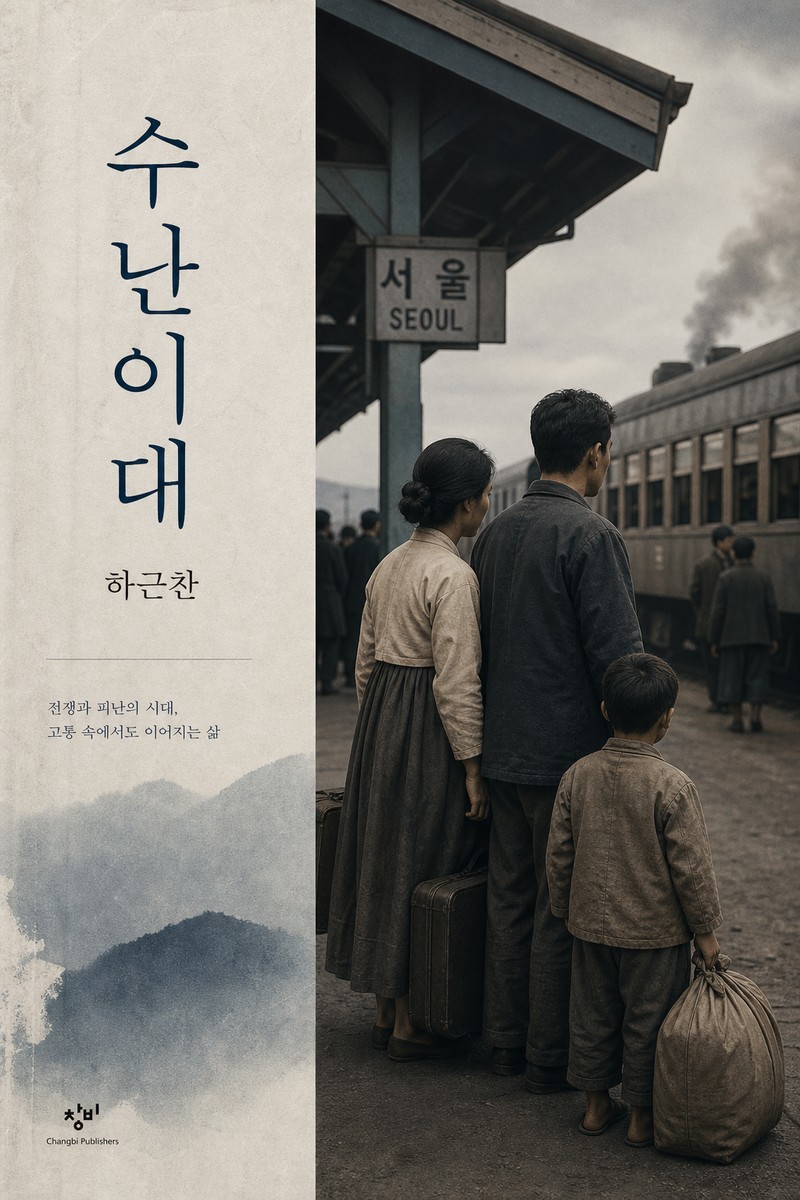 수난이대
하근찬
전쟁과 피난의 시대,
고통 속에서도 이어지는 삶
창비
Changbi Publishers
서울
SEOUL